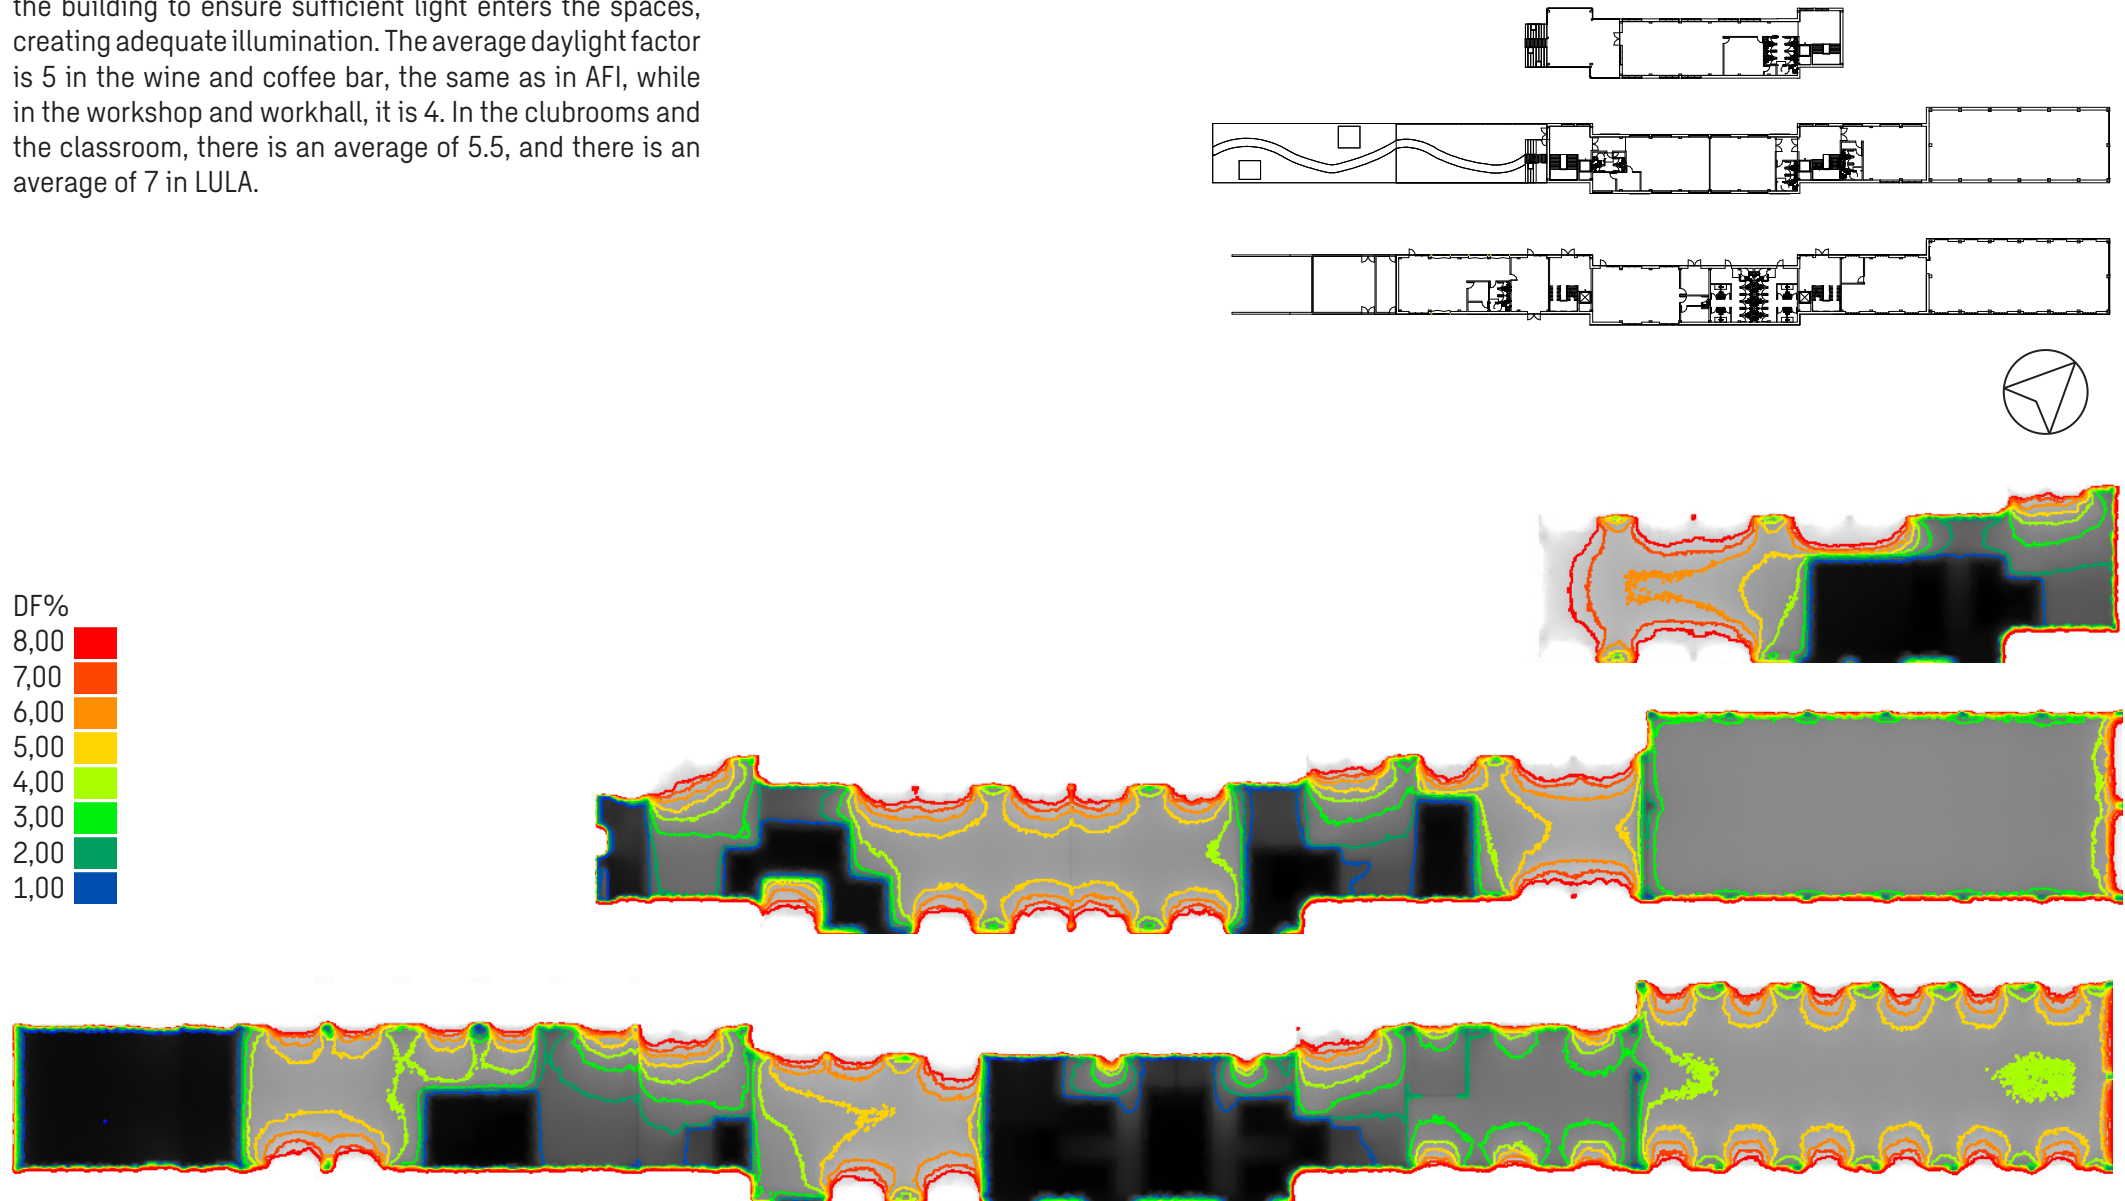 the building to ensure sufficient light enters the spaces,
creating adequate illumination. The average daylight factor
is 5 in the wine and coffee bar, the same as in AFI, while
in the workshop and workhall, it is 4. In the clubrooms and
the classroom, there is an average of 5.5, and there is an
average of 7 in LULA.
DF%
8,00
7,00
6,00
5,00
4,00
3,00
2,00
1,00